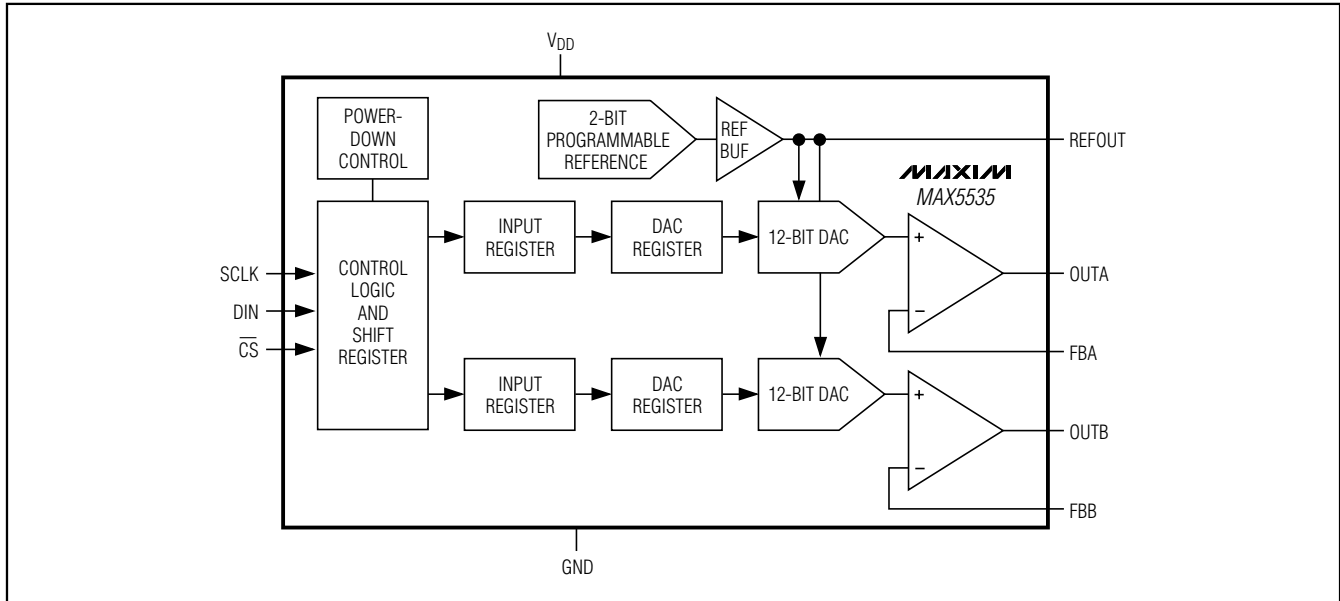 V_DD
POWER-
DOWN
CONTROL
2-BIT
PROGRAMMABLE
REFERENCE
REF
BUF
REFOUT
MAXIM
MAX5535
CONTROL
LOGIC
AND
SHIFT
REGISTER
INPUT
REGISTER
DAC
REGISTER
12-BIT DAC
+
−
OUTA
FBA
SCLK
DIN
C̅S̅
INPUT
REGISTER
DAC
REGISTER
12-BIT DAC
+
−
OUTB
FBB
GND